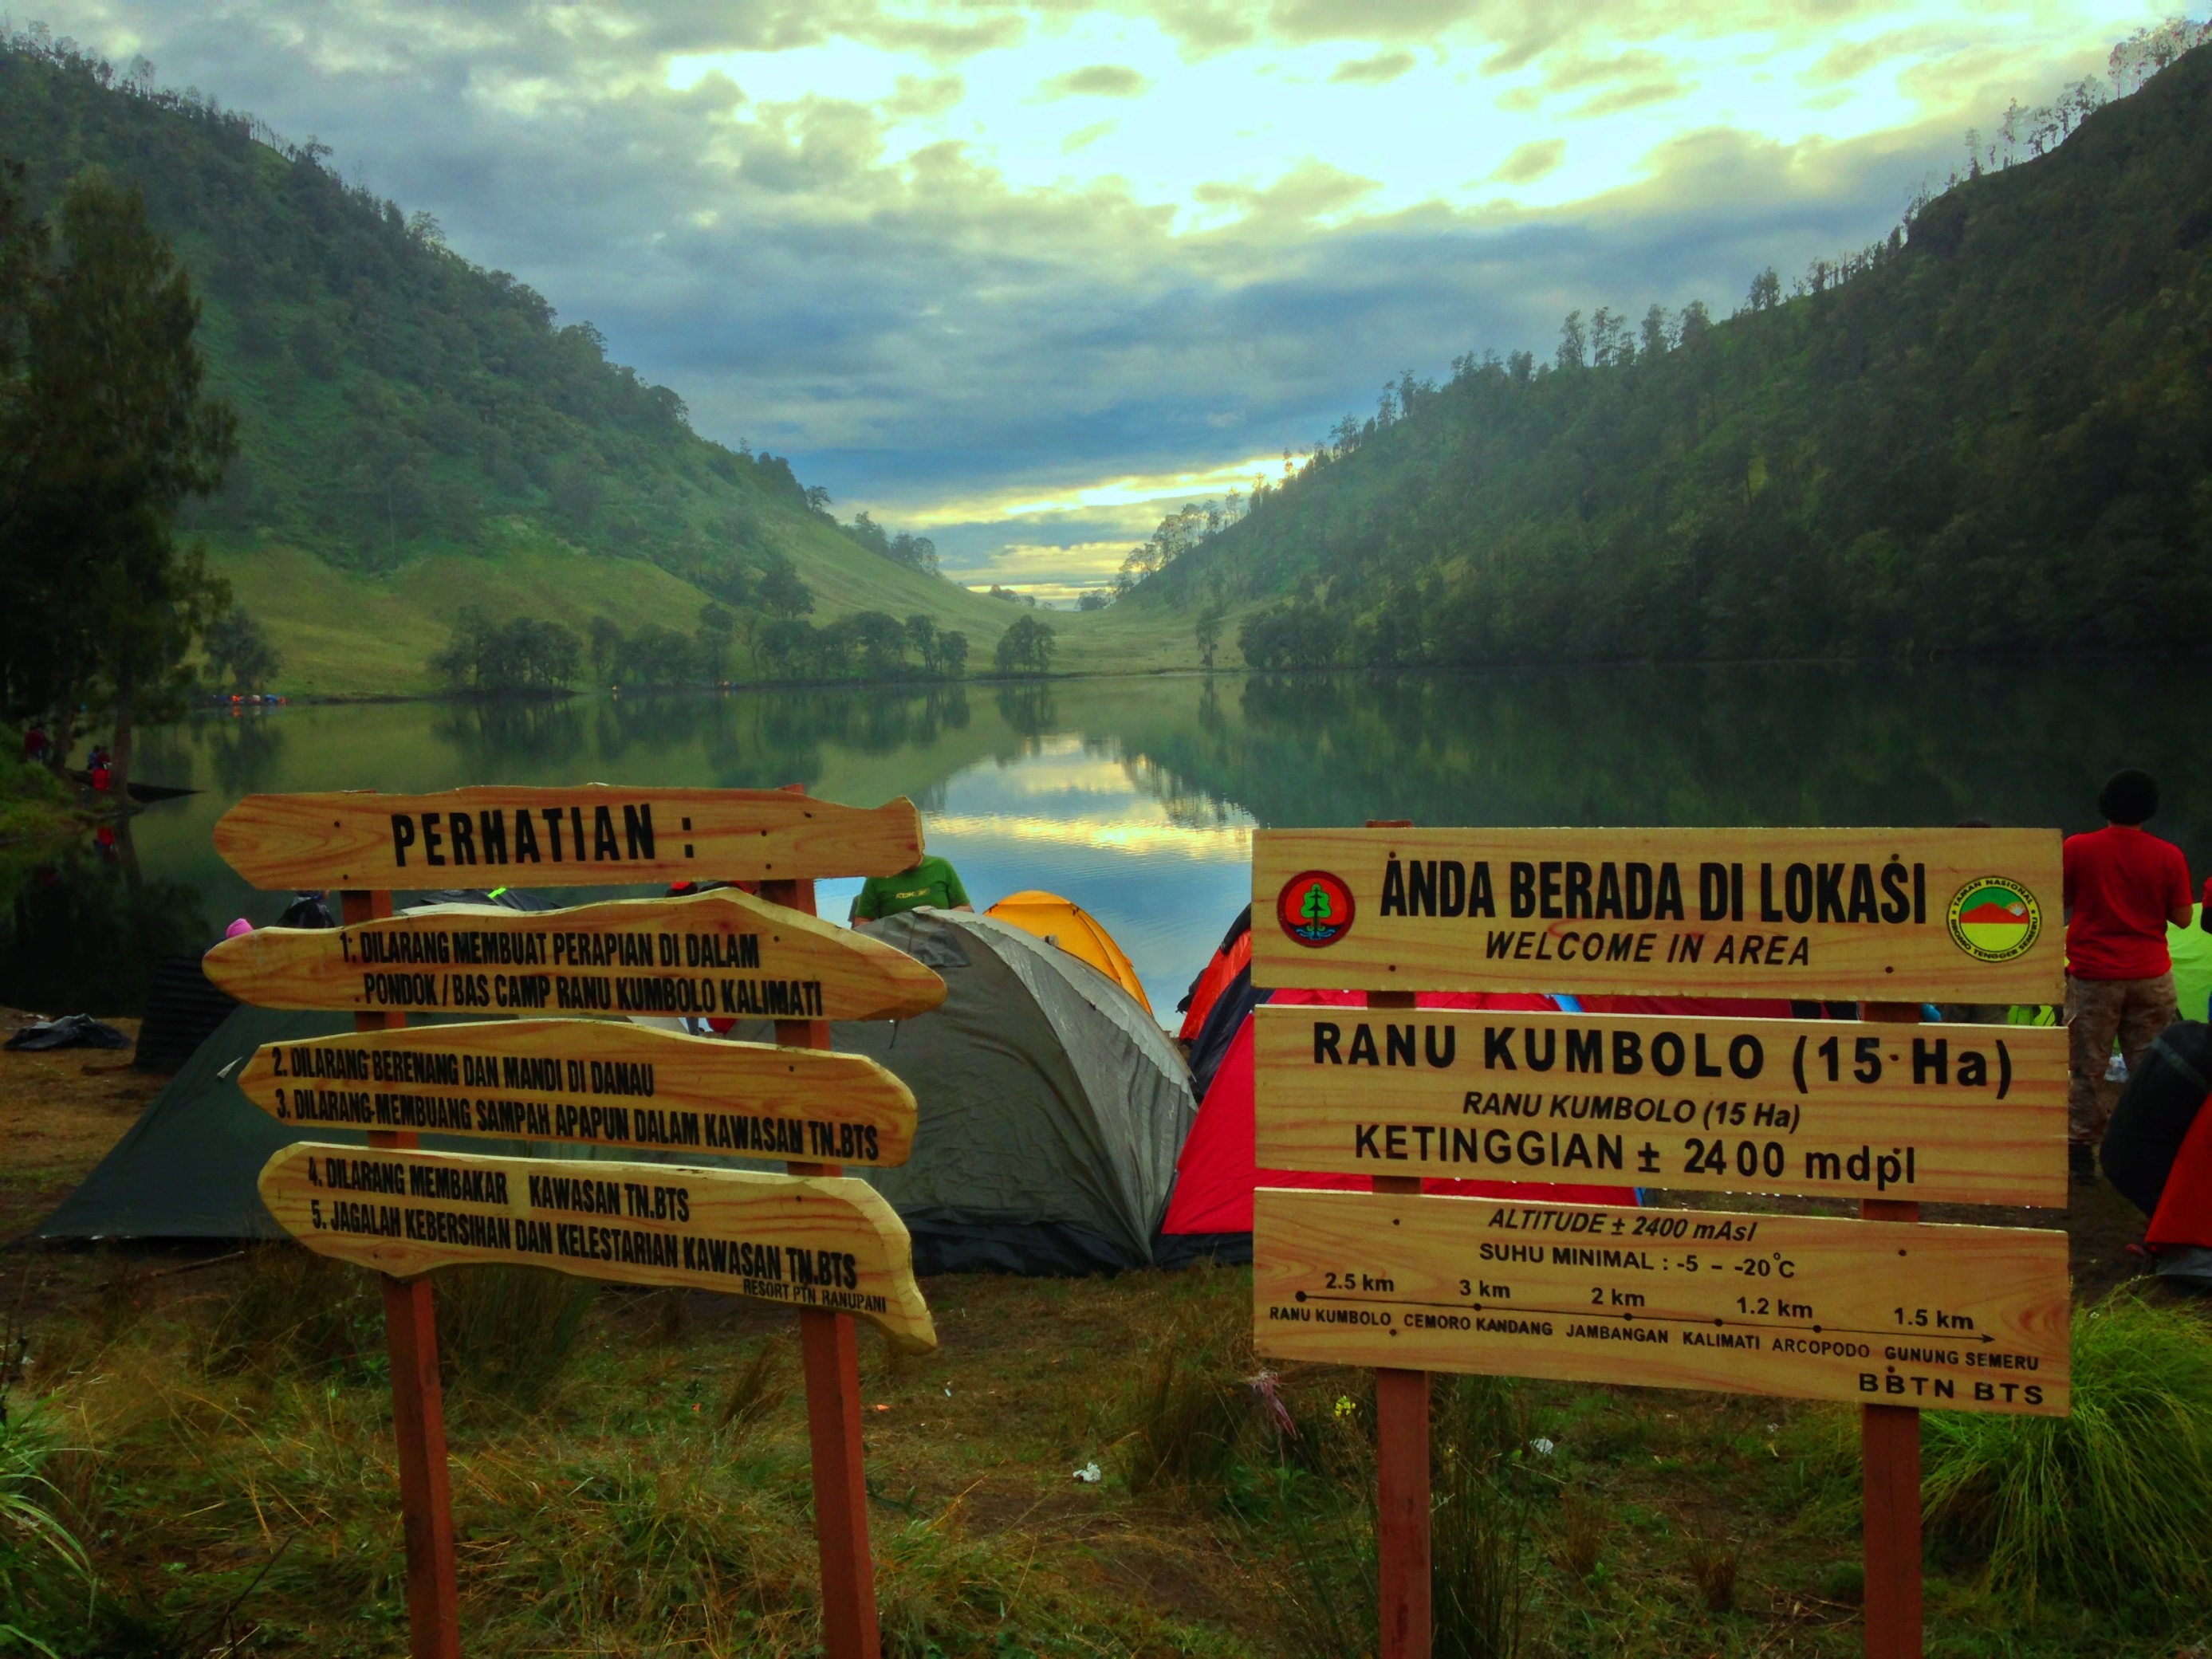 PERHATIAN :
1. DILARANG MEMBUAT PERAPIAN DI DALAM
PONDOK / BAS CAMP RANU KUMBOLO KALIMATI
2. DILARANG BERENANG DAN MANDI DI DANAU
3. DILARANG MEMBUANG SAMPAH APAPUN DALAM KAWASAN TN.BTS
4. DILARANG MEMBAKAR KAWASAN TN.BTS
5. JAGALAH KEBERSIHAN DAN KELESTARIAN KAWASAN TN.BTS
RESORT PTN RANUPANI
ANDA BERADA DI LOKASI
WELCOME IN AREA
TAMAN NASIONAL
BROMO TENGGER SEMERU
RANU KUMBOLO (15 Ha)
RANU KUMBOLO (15 Ha)
KETINGGIAN ± 2400 mdpl
ALTITUDE ± 2400 mAsl
SUHU MINIMAL : -5 – -20°C
2.5 km 3 km 2 km 1.2 km 1.5 km
RANU KUMBOLO CEMORO KANDANG JAMBANGAN KALIMATI ARCOPODO GUNUNG SEMERU
BBTN BTS